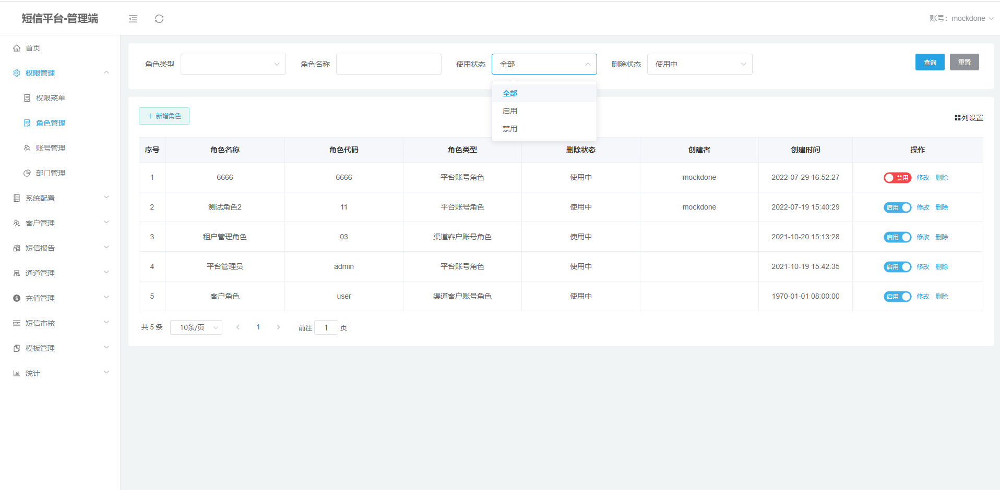 短信平台-管理端
账号：mockdone
首页
权限管理
权限菜单
角色管理
账号管理
部门管理
系统配置
客户管理
短信报告
通道管理
充值管理
短信审核
模板管理
统计
角色类型 角色名称 使用状态 全部 删除状态 使用中 查询 重置
全部
启用
禁用
+ 新增角色
列设置
序号 角色名称 角色代码 角色类型 删除状态 创建者 创建时间 操作
1 6666 6666 平台账号角色 使用中 mockdone 2022-07-29 16:52:27 禁用 修改 删除
2 测试角色2 11 平台账号角色 使用中 mockdone 2022-07-19 15:40:29 启用 修改 删除
3 租户管理角色 03 渠道客户账号角色 使用中 2021-10-20 15:13:28 启用 修改 删除
4 平台管理员 admin 平台账号角色 使用中 2021-10-19 15:42:35 启用 修改 删除
5 客户角色 user 渠道客户账号角色 使用中 1970-01-01 08:00:00 启用 修改 删除
共 5 条 10条/页 1 前往 1 页